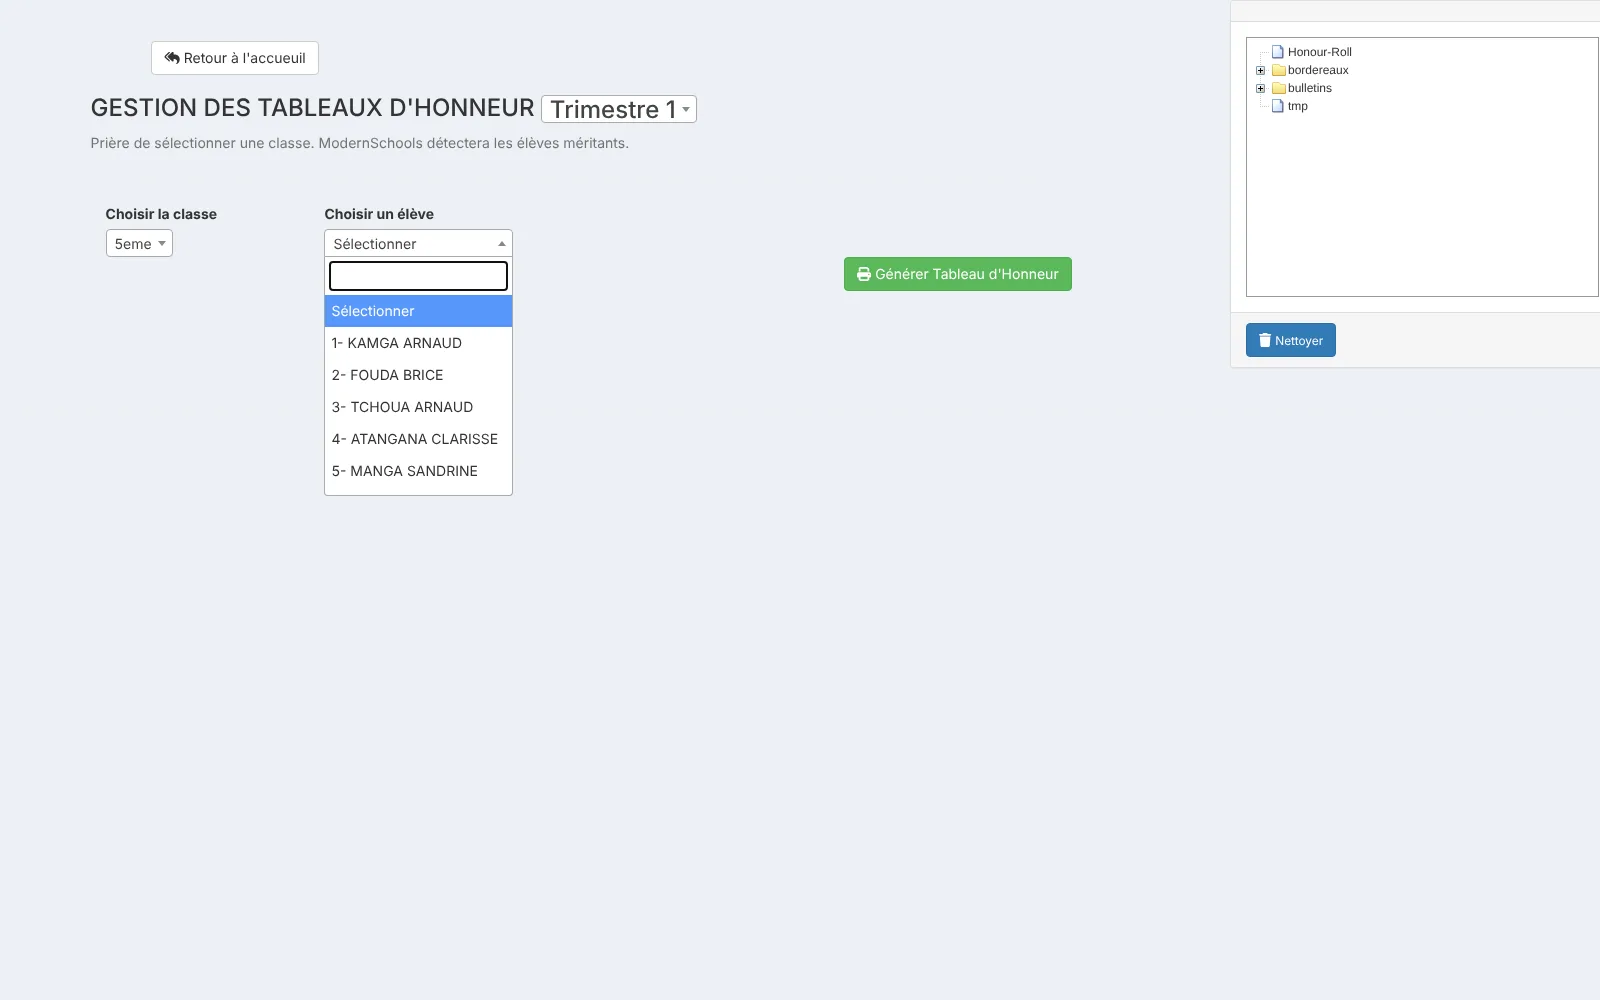 Retour à l'accueuil
GESTION DES TABLEAUX D'HONNEUR Trimestre 1
Prière de sélectionner une classe. ModernSchools détectera les élèves méritants.
Choisir la classe
5eme
Choisir un élève
Sélectionner
Sélectionner
1- KAMGA ARNAUD
2- FOUDA BRICE
3- TCHOUA ARNAUD
4- ATANGANA CLARISSE
5- MANGA SANDRINE
Générer Tableau d'Honneur
Honour-Roll
bordereaux
bulletins
tmp
Nettoyer